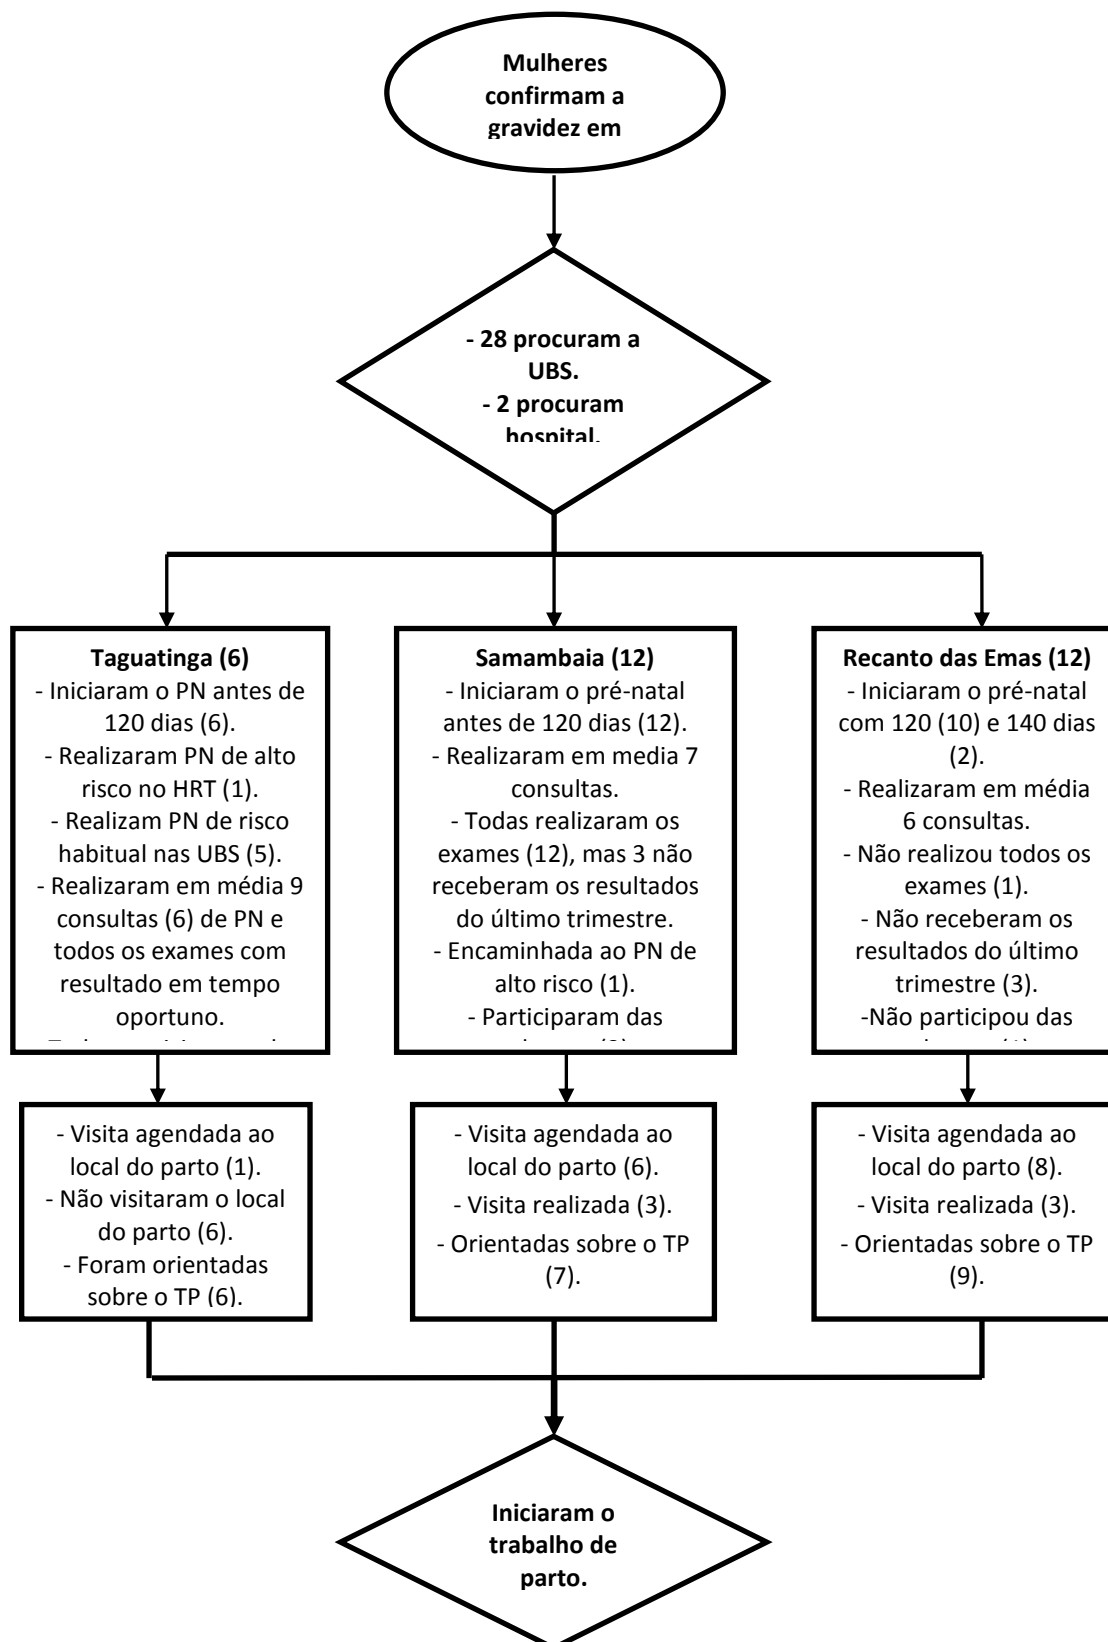 Mulheres
confirmam a
gravidez em
- 28 procuram a
UBS.
- 2 procuram
hospital.
Taguatinga (6)
- Iniciaram o PN antes de
120 dias (6).
- Realizaram PN de alto
risco no HRT (1).
- Realizam PN de risco
habitual nas UBS (5).
- Realizaram em média 9
consultas (6) de PN e
todos os exames com
resultado em tempo
oportuno.
Samambaia (12)
- Iniciaram o pré-natal
antes de 120 dias (12).
- Realizaram em media 7
consultas.
- Todas realizaram os
exames (12), mas 3 não
receberam os resultados
do último trimestre.
- Encaminhada ao PN de
alto risco (1).
- Participaram das
Recanto das Emas (12)
- Iniciaram o pré-natal
com 120 (10) e 140 dias
(2).
- Realizaram em média
6 consultas.
- Não realizou todos os
exames (1).
- Não receberam os
resultados do último
trimestre (3).
-Não participou das
- Visita agendada ao
local do parto (1).
- Não visitaram o local
do parto (6).
- Foram orientadas
sobre o TP (6).
- Visita agendada ao
local do parto (6).
- Visita realizada (3).
- Orientadas sobre o TP
(7).
- Visita agendada ao
local do parto (8).
- Visita realizada (3).
- Orientadas sobre o TP
(9).
Iniciaram o
trabalho de
parto.